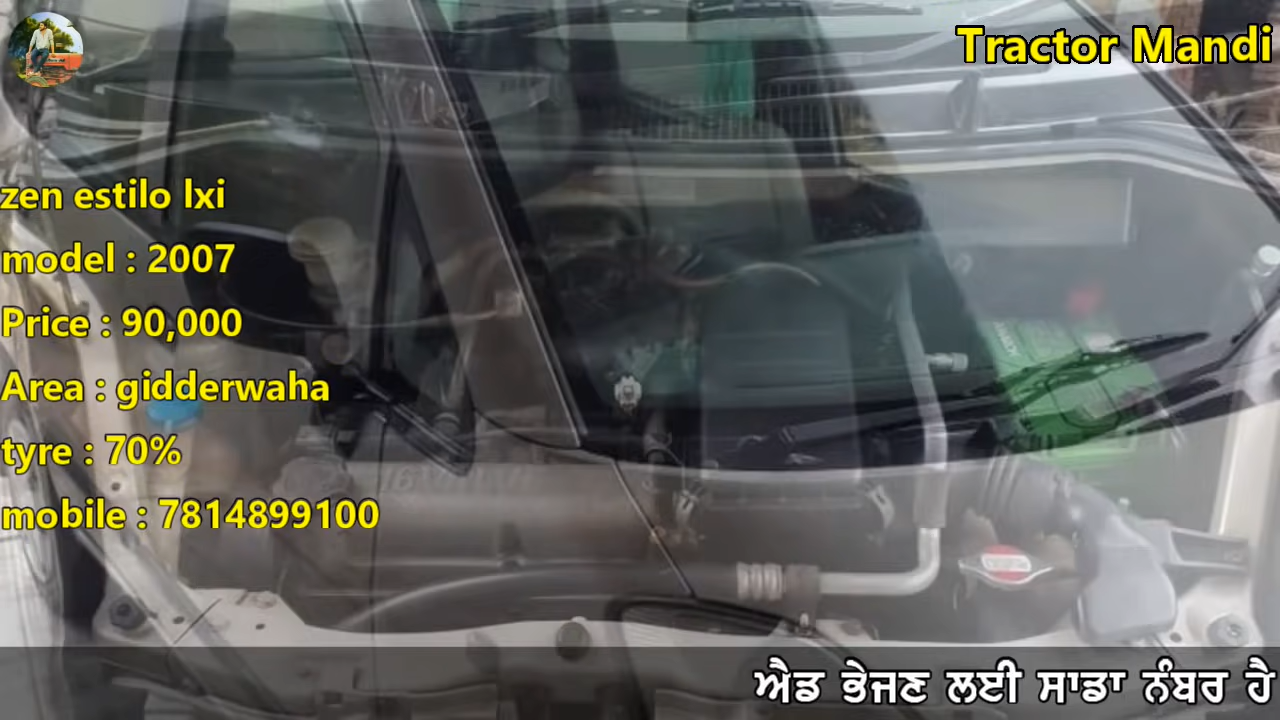 Tractor Mandi
zen estilo lxi
model : 2007
Price : 90,000
Area : gidderwaha
tyre : 70%
mobile : 7814899100
ਐਡ ਭੇਜਣ ਲਈ ਸਾਡਾ ਨੰਬਰ ਹੈ